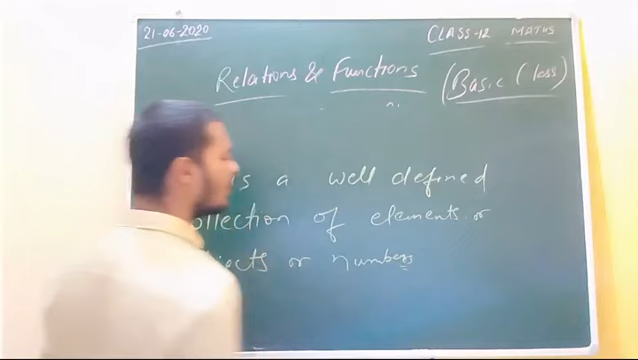 21-06-2020
CLASS-12 MATHS
Relations & Functions (Basic Class)
is a well defined
ollection of elements or
jects or numbers